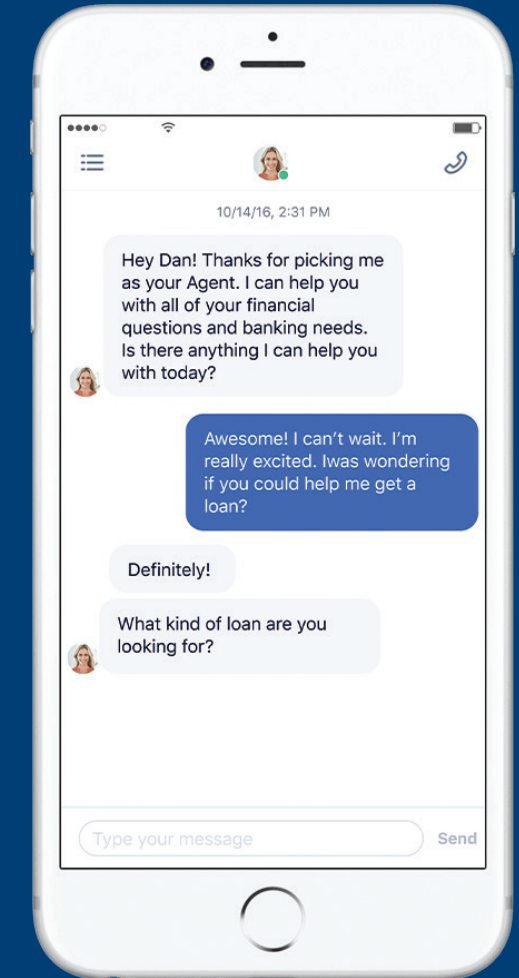 10/14/16, 2:31 PM
Hey Dan! Thanks for picking me
as your Agent. I can help you
with all of your financial
questions and banking needs.
Is there anything I can help you
with today?
Awesome! I can't wait. I'm
really excited. Iwas wondering
if you could help me get a
loan?
Definitely!
What kind of loan are you
looking for?
Type your message
Send